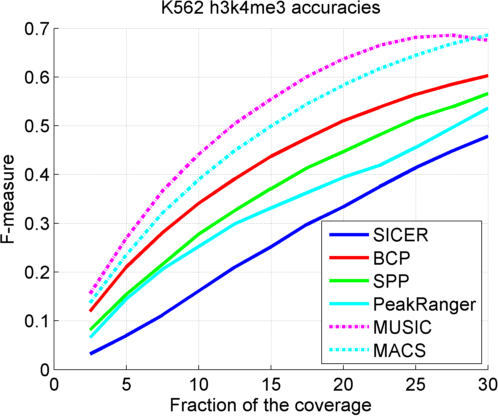 K562 h3k4me3 accuracies
0.7
0.6
0.5
0.4
0.3
0.2
0.1
0
F-measure
SICER
BCP
SPP
PeakRanger
MUSIC
MACS
0 5 10 15 20 25 30
Fraction of the coverage